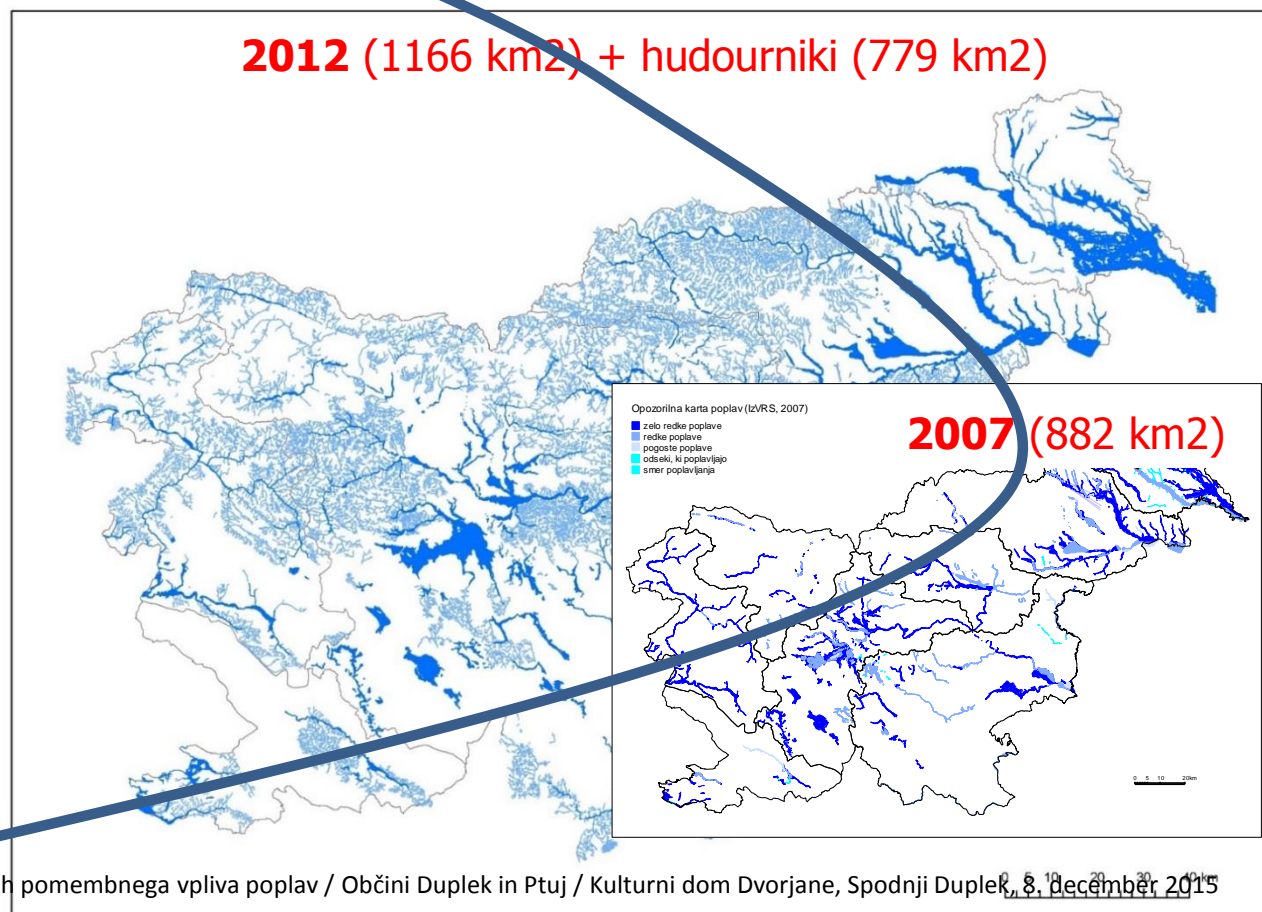 2012 (1166 km2) + hudourniki (779 km2)
Opozorilna karta poplav (IzVRS, 2007)
zelo redke poplave
redke poplave
pogoste poplave
odseki, ki poplavljajo
smer poplavljanja
2007 (882 km2)
0 5 10 20km
h pomembnega vpliva poplav / Občini Duplek in Ptuj / Kulturni dom Dvorjane, Spodnji Duplek, 8. december 2015
0 5 10 20 30 40 km